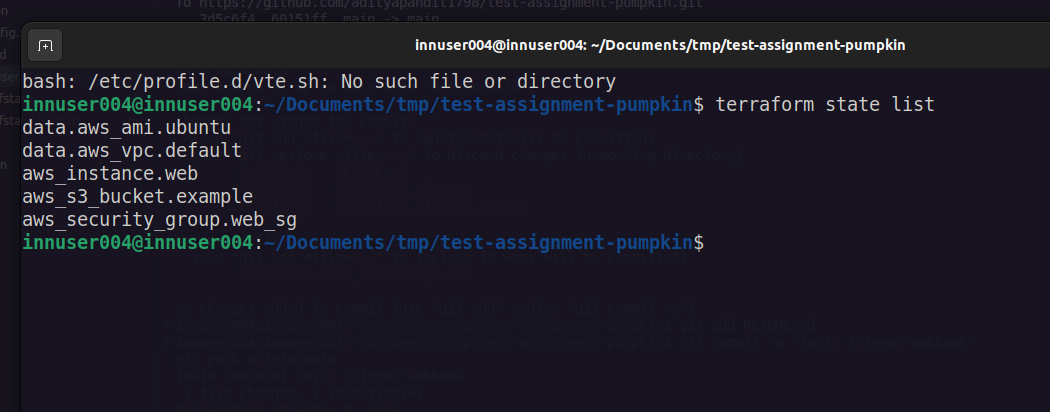 To https://github.com/adityapandit1798/test-assignment-pumpkin.git
3d5c6f4..60151ff main -> main
innuser004@innuser004: ~/Documents/tmp/test-assignment-pumpkin
bash: /etc/profile.d/vte.sh: No such file or directory
innuser004@innuser004:~/Documents/tmp/test-assignment-pumpkin$ terraform state list
data.aws_ami.ubuntu
data.aws_vpc.default
aws_instance.web
aws_s3_bucket.example
aws_security_group.web_sg
innuser004@innuser004:~/Documents/tmp/test-assignment-pumpkin$